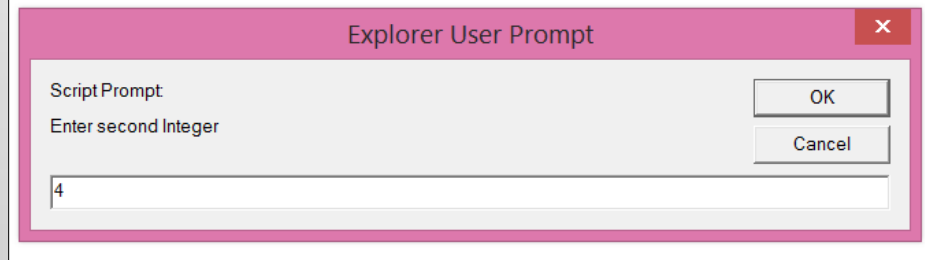 Explorer User Prompt
x
Script Prompt:
OK
Enter second Integer
Cancel
4